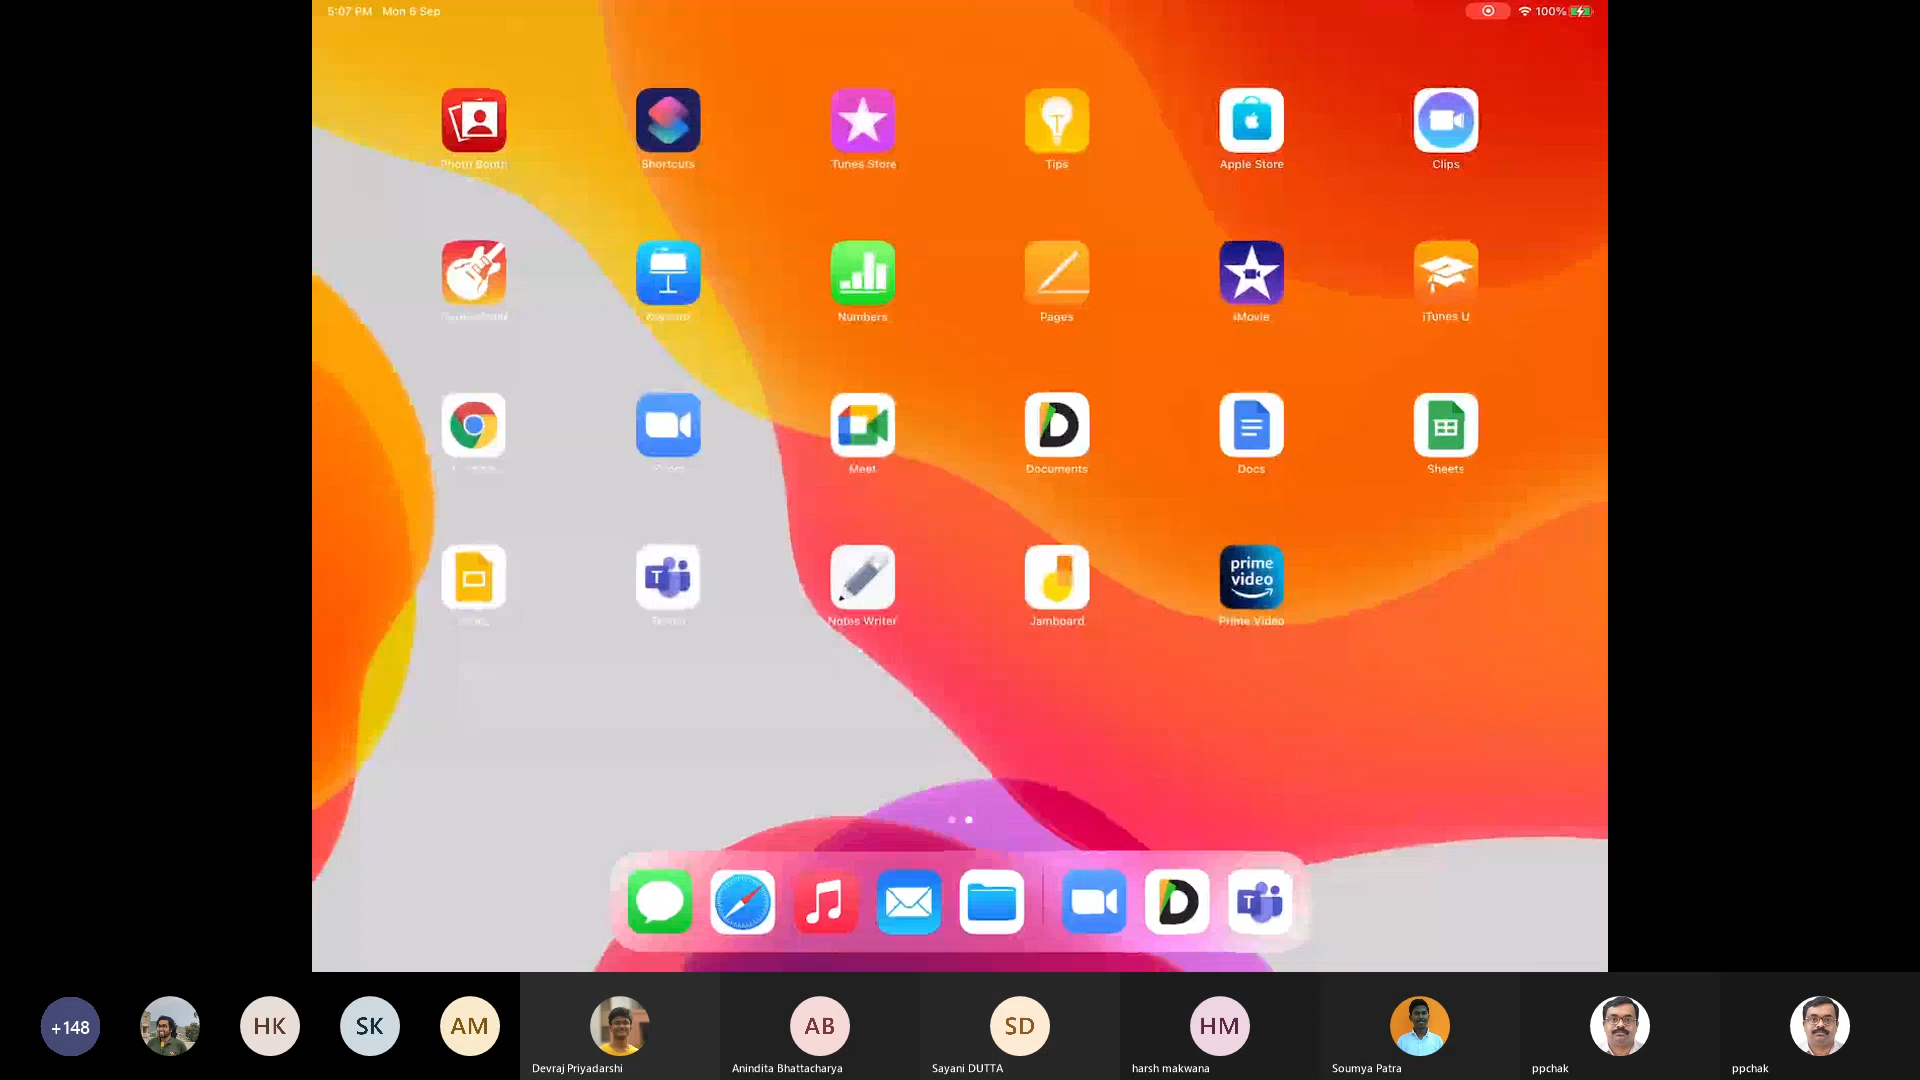 5:07 PM Mon 6 Sep
100%
Photo Booth
Shortcuts
iTunes Store
Tips
Apple Store
Clips
Numbers
Pages
iMovie
iTunes U
Meet
Documents
Docs
Sheets
Notes Writer
Jamboard
prime
video
Prime Video
+148
HK
SK
AM
AB
SD
HM
Devraj Priyadarshi
Anindita Bhattacharya
Sayani DUTTA
harsh makwana
Soumya Patra
ppchak
ppchak